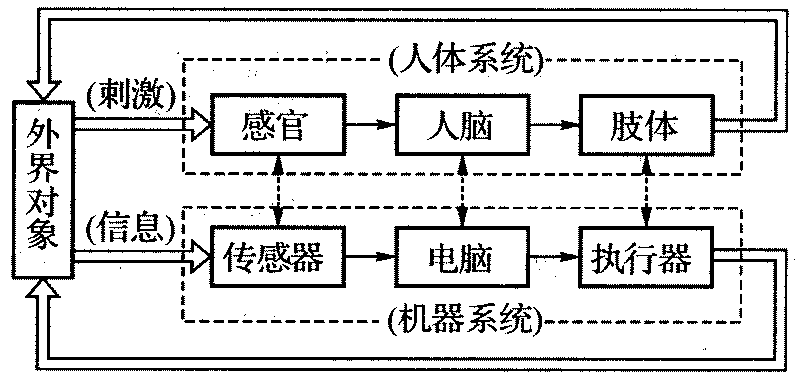 (人体系统)
(刺激)
感官
人脑
肢体
外界对象
(信息)
传感器
电脑
执行器
(机器系统)